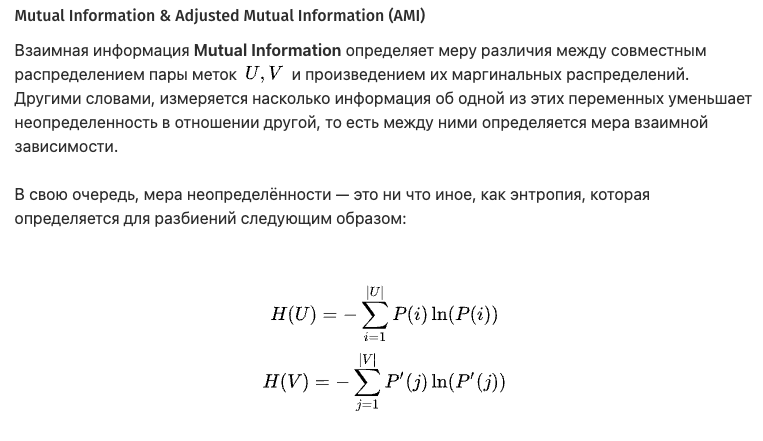 Mutual Information & Adjusted Mutual Information (AMI)
Взаимная информация Mutual Information определяет меру различия между совместным
распределением пары меток U, V и произведением их маргинальных распределений.
Другими словами, измеряется насколько информация об одной из этих переменных уменьшает
неопределенность в отношении другой, то есть между ними определяется мера взаимной
зависимости.
В свою очередь, мера неопределённости — это ни что иное, как энтропия, которая
определяется для разбиений следующим образом:
H(U) = − ∑_{i=1}^{|U|} P(i) ln(P(i))
H(V) = − ∑_{j=1}^{|V|} P′(j) ln(P′(j))